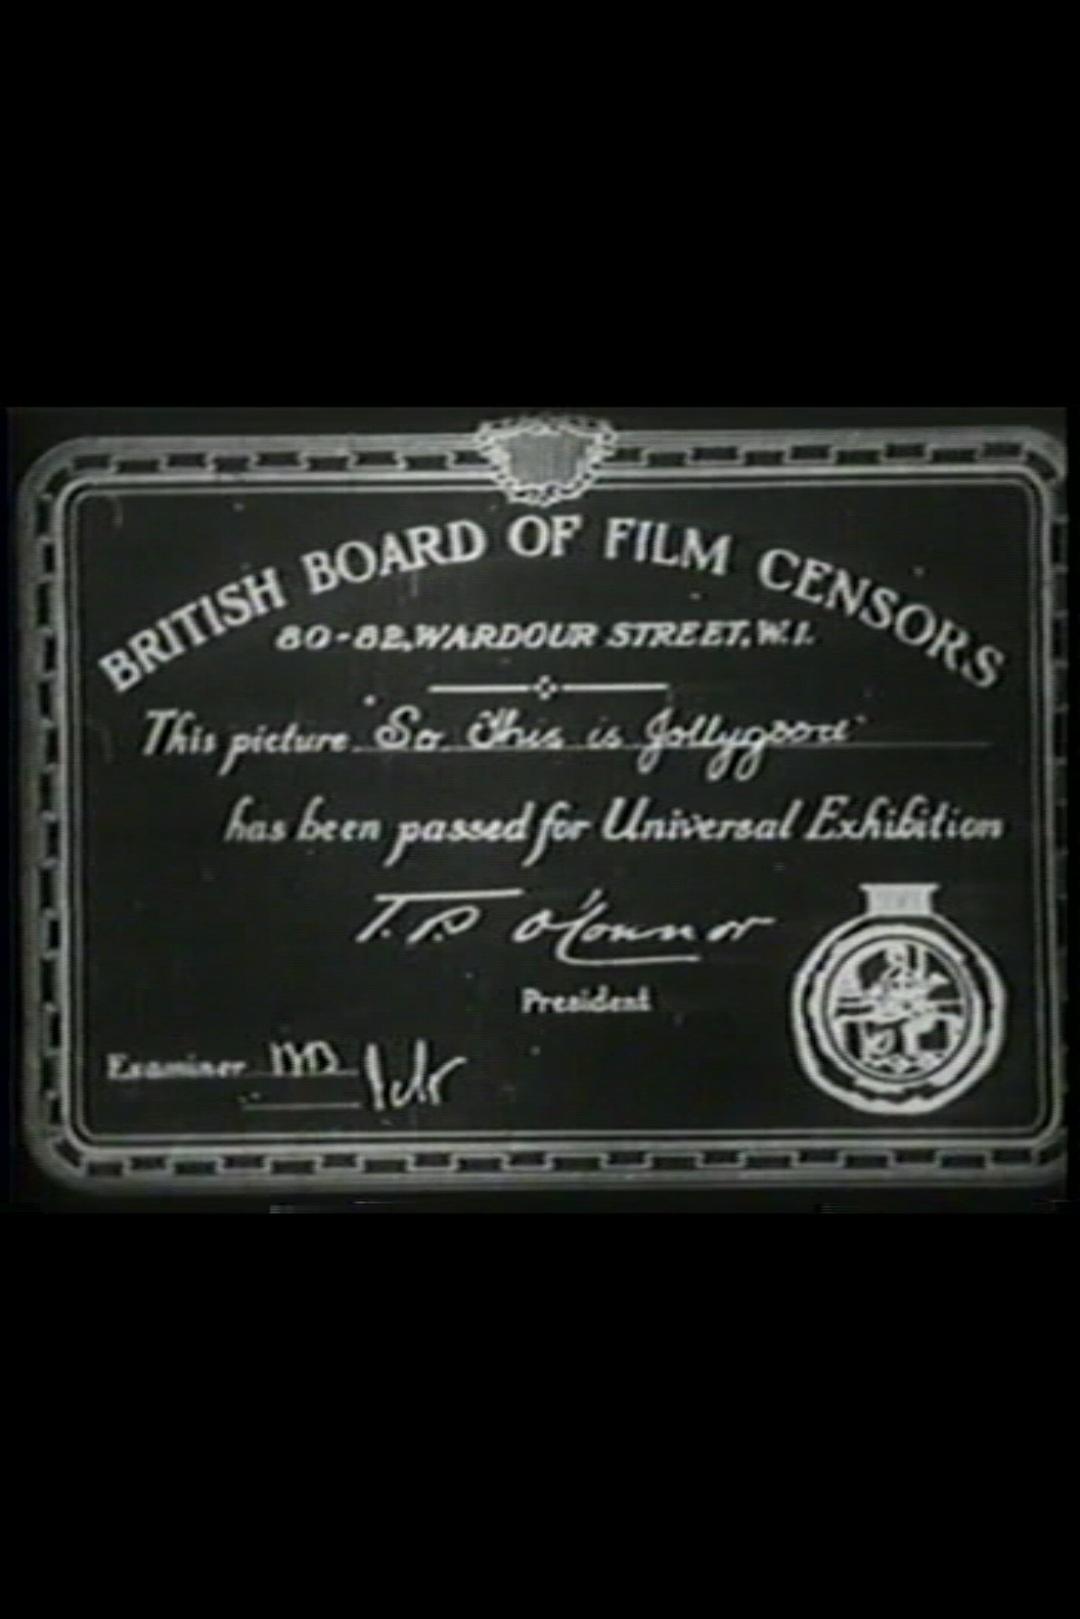 BRITISH BOARD OF FILM CENSORS
80-82, WARDOUR STREET, W.1.
This picture "So This is Jollygood"
has been passed for Universal Exhibition
T. P. O'Connor
President
Examiner